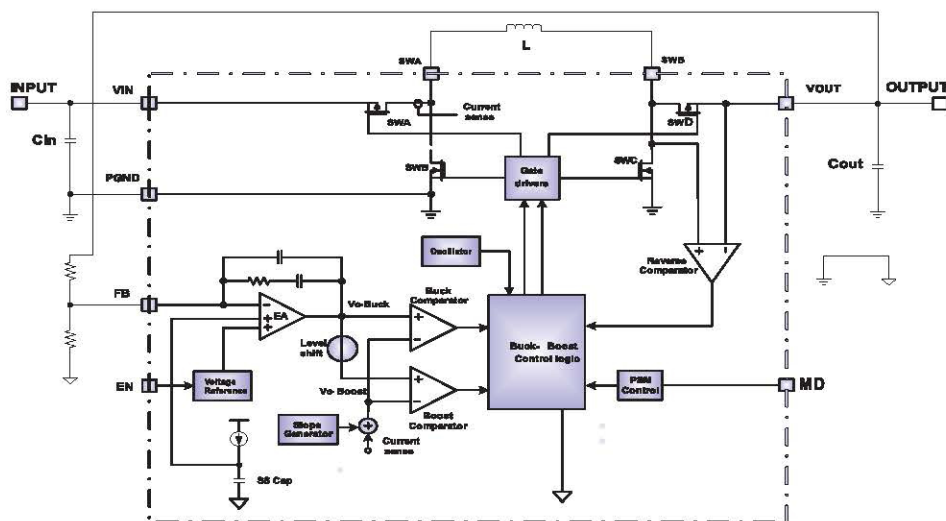 L
SWA
SWB
INPUT
VIN
VOUT
OUTPUT
SWA
Current
sense
SWD
Cin
SWB
SWC
Gate
drivers
Cout
PGND
Oscillator
Reverse
Comparator
FB
EA
Vc-Buck
Buck
Comparator
Level
shift
Buck- Boost
Control logic
EN
Voltage
Reference
Vc-Boost
PSM
Control
MD
Boost
Comparator
Slope
Generator
Current
sense
SS Cap